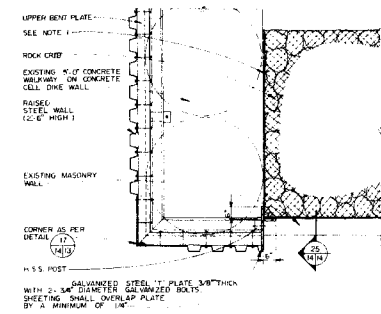 UPPER BENT PLATE
SEE NOTE 1
ROCK CRIB
EXISTING 5'-0" CONCRETE
WALKWAY ON CONCRETE
CELL DIKE WALL
RAISED
STEEL WALL
(2'-6" HIGH)
EXISTING MASONRY
WALL
CORNER AS PER
DETAIL
17
14 13
25
14 14
6"
H.S.S. POST
GALVANIZED STEEL 'T' PLATE 3/8" THICK
WITH 2- 3/4" DIAMETER GALVANIZED BOLTS.
SHEETING SHALL OVERLAP PLATE
BY A MINIMUM OF 1/4"